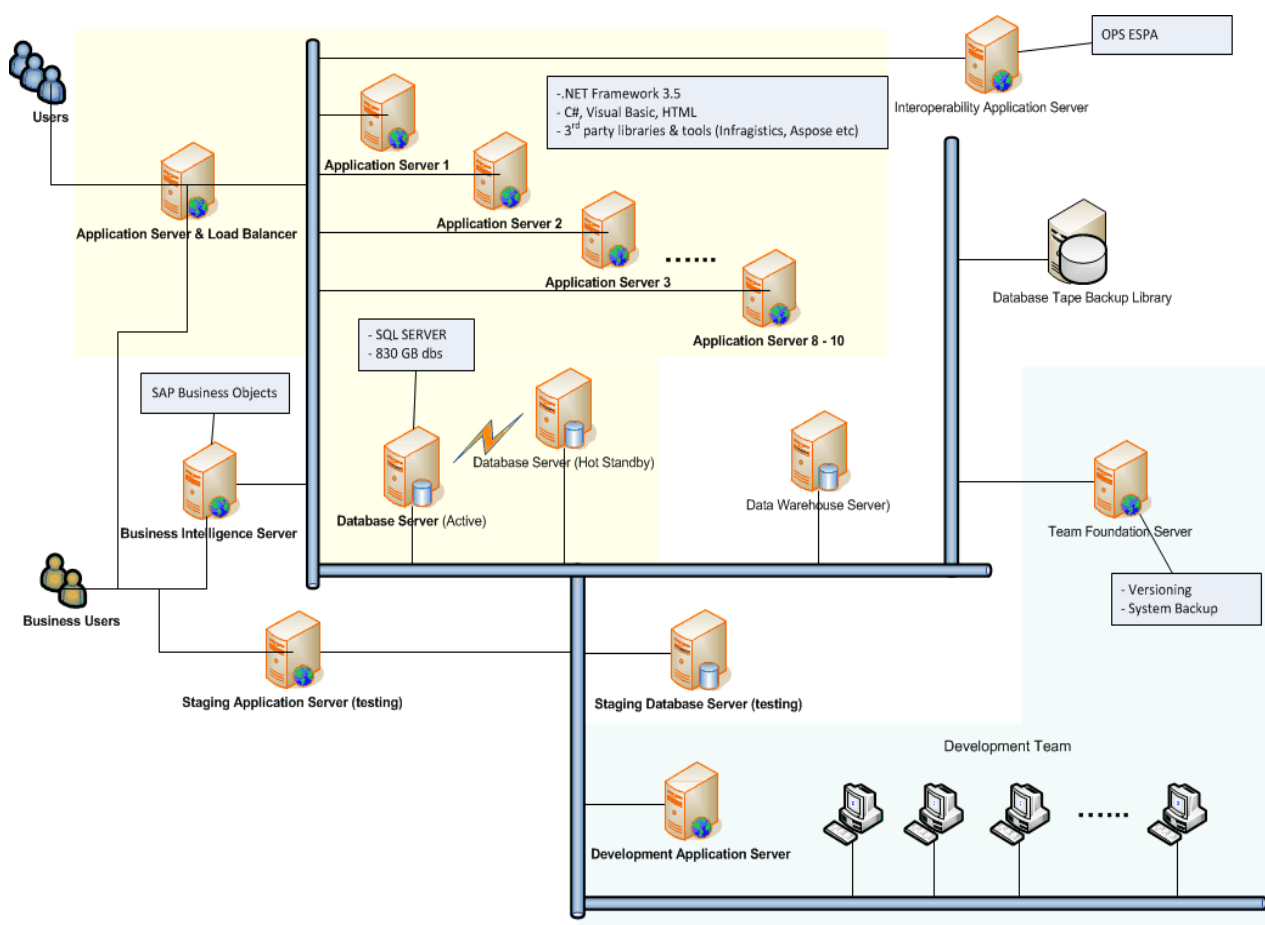 OPS ESPA
Users
Interoperability Application Server
-.NET Framework 3.5
- C#, Visual Basic, HTML
- 3rd party libraries & tools (Infragistics, Aspose etc)
Application Server 1
Application Server 2
Application Server & Load Balancer
Application Server 3
......
Database Tape Backup Library
Application Server 8 - 10
- SQL SERVER
- 830 GB dbs
SAP Business Objects
Database Server (Hot Standby)
Database Server (Active)
Data Warehouse Server)
Business Intelligence Server
Team Foundation Server
- Versioning
- System Backup
Business Users
Staging Application Server (testing)
Staging Database Server (testing)
Development Team
......
Development Application Server